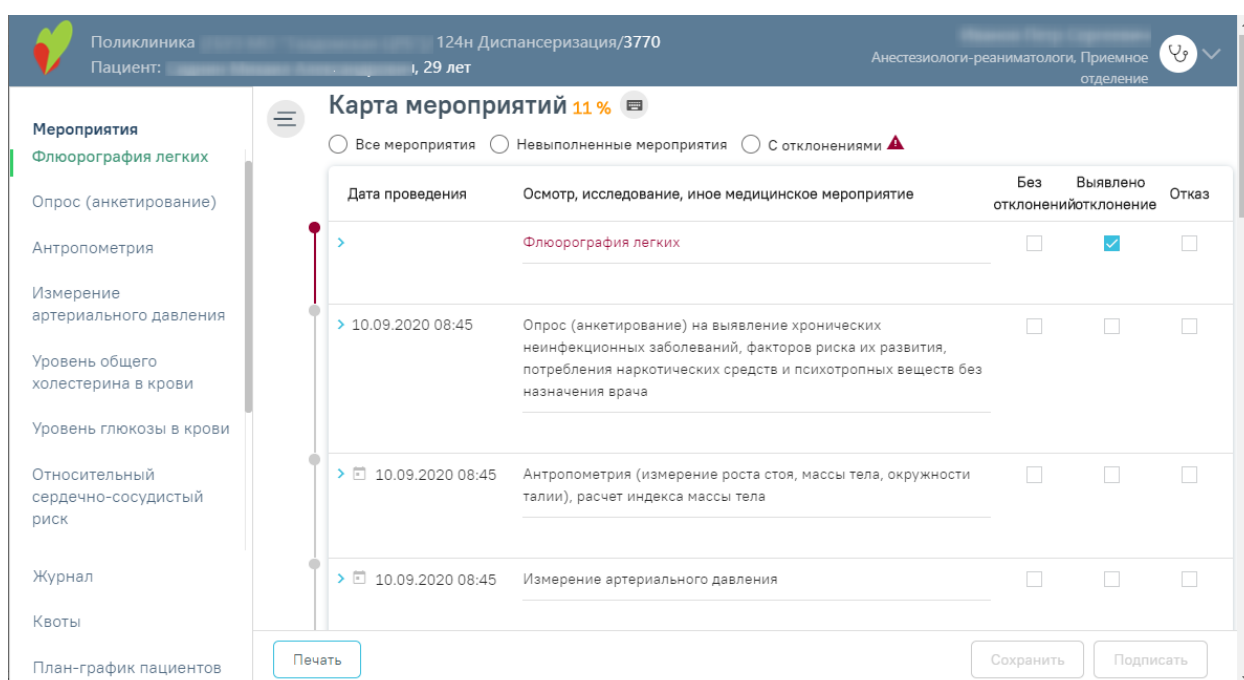 Поликлиника 124н Диспансеризация/3770
Пациент: , 29 лет
Анестезиологи-реаниматологи, Приемное
отделение
Мероприятия
Флюорография легких
Опрос (анкетирование)
Антропометрия
Измерение
артериального давления
Уровень общего
холестерина в крови
Уровень глюкозы в крови
Относительный
сердечно-сосудистый
риск
Журнал
Квоты
План-график пациентов
Карта мероприятий 11 %
Все мероприятия Невыполненные мероприятия С отклонениями
Дата проведения Осмотр, исследование, иное медицинское мероприятие Без отклонений Выявлено отклонение Отказ
Флюорография легких
10.09.2020 08:45 Опрос (анкетирование) на выявление хронических
неинфекционных заболеваний, факторов риска их развития,
потребления наркотических средств и психотропных веществ без
назначения врача
10.09.2020 08:45 Антропометрия (измерение роста стоя, массы тела, окружности
талии), расчет индекса массы тела
10.09.2020 08:45 Измерение артериального давления
Печать Сохранить Подписать